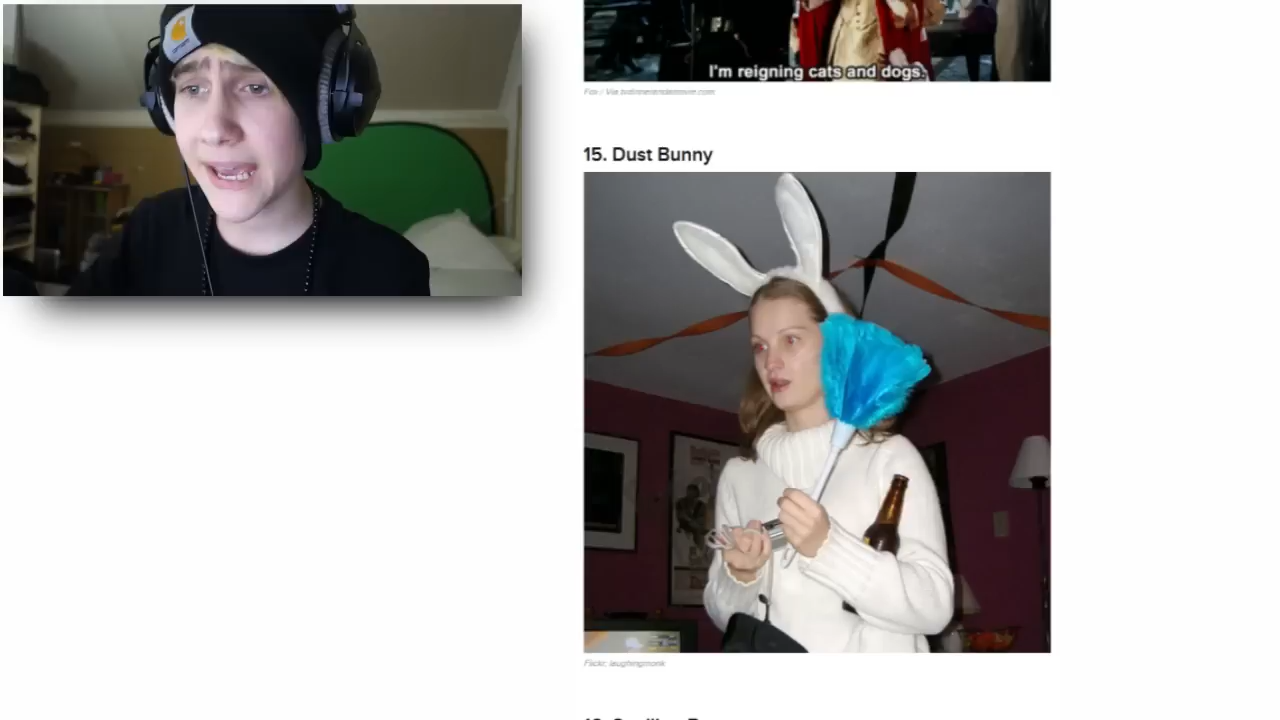 I'm reigning cats and dogs.
15. Dust Bunny
Flickr: laughingmonk